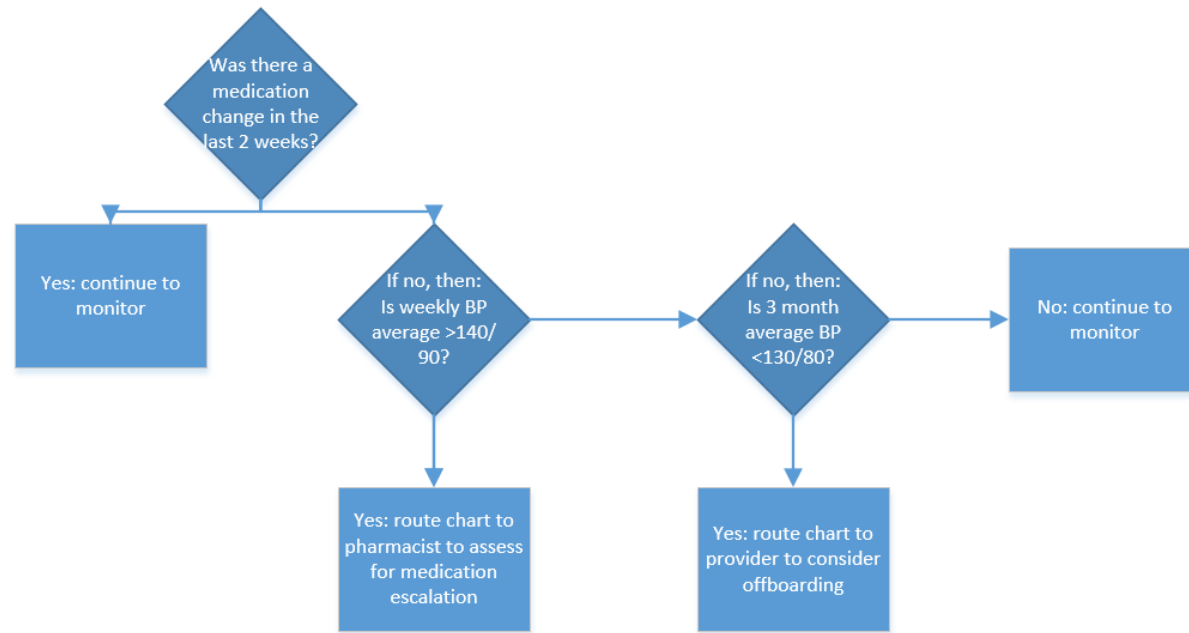 Was there a
medication
change in the
last 2 weeks?
Yes: continue to
monitor
If no, then:
Is weekly BP
average >140/
90?
If no, then:
Is 3 month
average BP
<130/80?
No: continue to
monitor
Yes: route chart to
pharmacist to assess
for medication
escalation
Yes: route chart to
provider to consider
offboarding